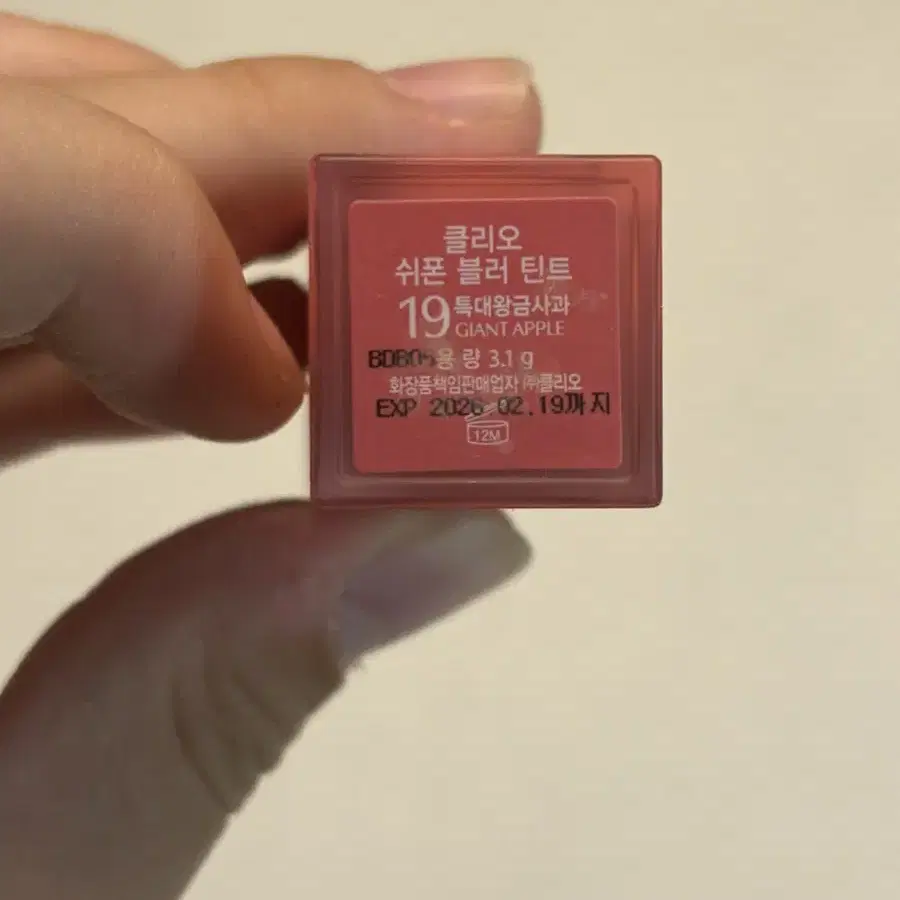 클리오
쉬폰 블러 틴트
19 특대왕금사과
GIANT APPLE
용 량 3.1 g
화장품책임판매업자 ㈜클리오
EXP 2026.02.19까지
12M